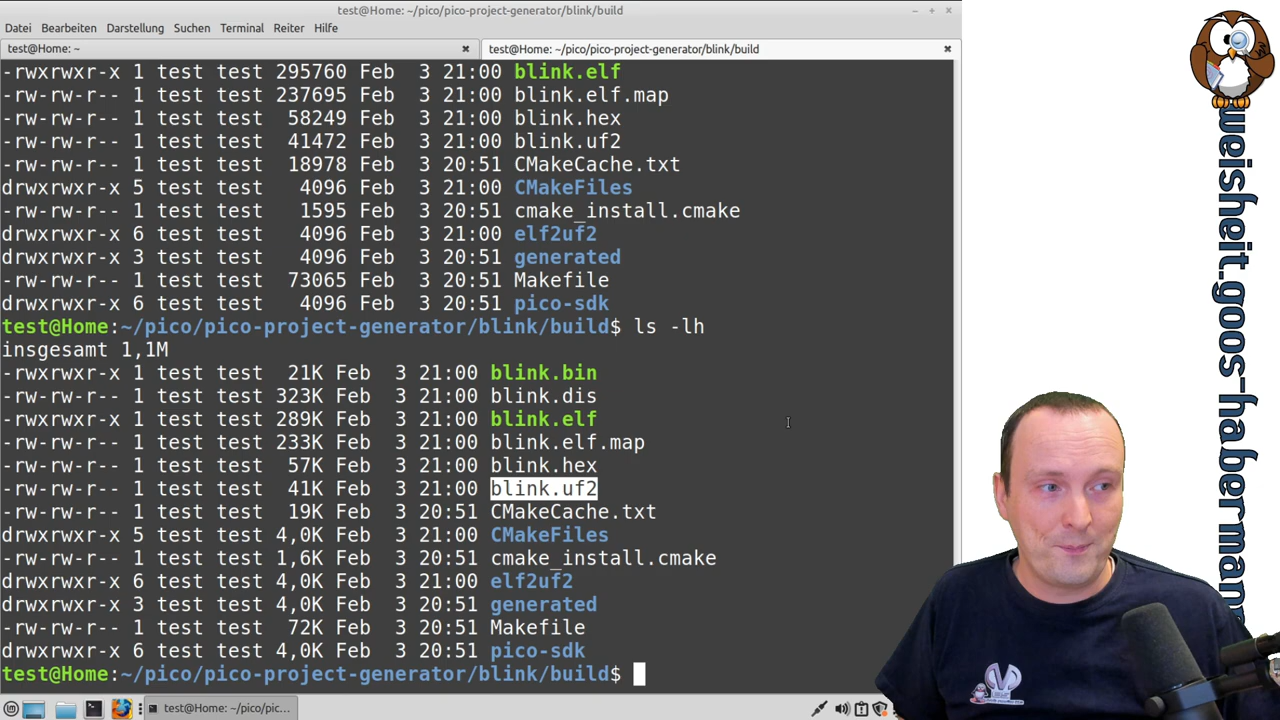 test@Home: ~/pico/pico-project-generator/blink/build
Datei Bearbeiten Darstellung Suchen Terminal Reiter Hilfe
test@Home: ~
test@Home: ~/pico/pico-project-generator/blink/build
-rwxrwxr-x 1 test test 295760 Feb 3 21:00 blink.elf
-rw-rw-r-- 1 test test 237695 Feb 3 21:00 blink.elf.map
-rw-rw-r-- 1 test test 58249 Feb 3 21:00 blink.hex
-rw-rw-r-- 1 test test 41472 Feb 3 21:00 blink.uf2
-rw-rw-r-- 1 test test 18978 Feb 3 20:51 CMakeCache.txt
drwxrwxr-x 5 test test 4096 Feb 3 21:00 CMakeFiles
-rw-rw-r-- 1 test test 1595 Feb 3 20:51 cmake_install.cmake
drwxrwxr-x 6 test test 4096 Feb 3 21:00 elf2uf2
drwxrwxr-x 3 test test 4096 Feb 3 20:51 generated
-rw-rw-r-- 1 test test 73065 Feb 3 20:51 Makefile
drwxrwxr-x 6 test test 4096 Feb 3 20:51 pico-sdk
test@Home:~/pico/pico-project-generator/blink/build$ ls -lh
insgesamt 1,1M
-rwxrwxr-x 1 test test 21K Feb 3 21:00 blink.bin
-rw-rw-r-- 1 test test 323K Feb 3 21:00 blink.dis
-rwxrwxr-x 1 test test 289K Feb 3 21:00 blink.elf
-rw-rw-r-- 1 test test 233K Feb 3 21:00 blink.elf.map
-rw-rw-r-- 1 test test 57K Feb 3 21:00 blink.hex
-rw-rw-r-- 1 test test 41K Feb 3 21:00 blink.uf2
-rw-rw-r-- 1 test test 19K Feb 3 20:51 CMakeCache.txt
drwxrwxr-x 5 test test 4,0K Feb 3 21:00 CMakeFiles
-rw-rw-r-- 1 test test 1,6K Feb 3 20:51 cmake_install.cmake
drwxrwxr-x 6 test test 4,0K Feb 3 21:00 elf2uf2
drwxrwxr-x 3 test test 4,0K Feb 3 20:51 generated
-rw-rw-r-- 1 test test 72K Feb 3 20:51 Makefile
drwxrwxr-x 6 test test 4,0K Feb 3 20:51 pico-sdk
test@Home:~/pico/pico-project-generator/blink/build$
test@Home: ~/pico/pic...
weisheit.goos-haberman